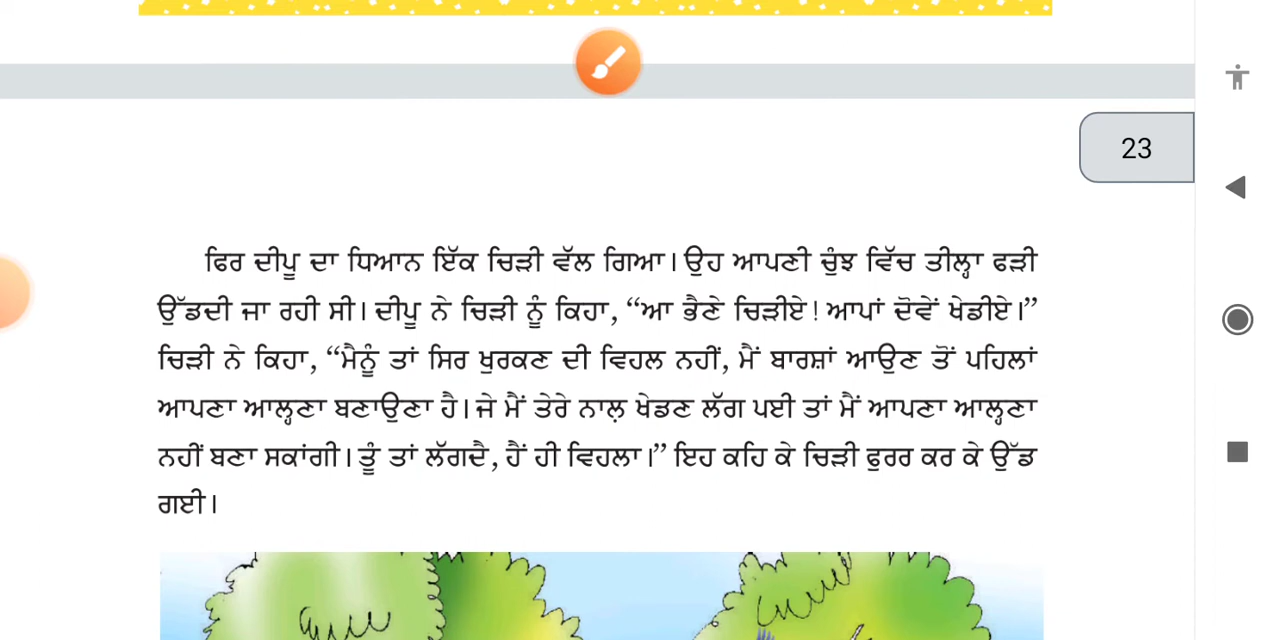 23
ਫਿਰ ਦੀਪੂ ਦਾ ਧਿਆਨ ਇੱਕ ਚਿੜੀ ਵੱਲ ਗਿਆ। ਉਹ ਆਪਣੀ ਚੁੰਝ ਵਿੱਚ ਤੀਲ੍ਹਾ ਫੜੀ
ਉੱਡਦੀ ਜਾ ਰਹੀ ਸੀ। ਦੀਪੂ ਨੇ ਚਿੜੀ ਨੂੰ ਕਿਹਾ, “ਆ ਭੈਣੇ ਚਿੜੀਏ! ਆਪਾਂ ਦੋਵੇਂ ਖੇਡੀਏ।”
ਚਿੜੀ ਨੇ ਕਿਹਾ, “ਮੈਨੂੰ ਤਾਂ ਸਿਰ ਖੁਰਕਣ ਦੀ ਵਿਹਲ ਨਹੀਂ, ਮੈਂ ਬਾਰਸ਼ਾਂ ਆਉਣ ਤੋਂ ਪਹਿਲਾਂ
ਆਪਣਾ ਆਲ੍ਹਣਾ ਬਣਾਉਣਾ ਹੈ। ਜੇ ਮੈਂ ਤੇਰੇ ਨਾਲ਼ ਖੇਡਣ ਲੱਗ ਪਈ ਤਾਂ ਮੈਂ ਆਪਣਾ ਆਲ੍ਹਣਾ
ਨਹੀਂ ਬਣਾ ਸਕਾਂਗੀ। ਤੂੰ ਤਾਂ ਲੱਗਦੈ, ਹੈਂ ਹੀ ਵਿਹਲਾ।” ਇਹ ਕਹਿ ਕੇ ਚਿੜੀ ਫੁਰਰ ਕਰ ਕੇ ਉੱਡ
ਗਈ।